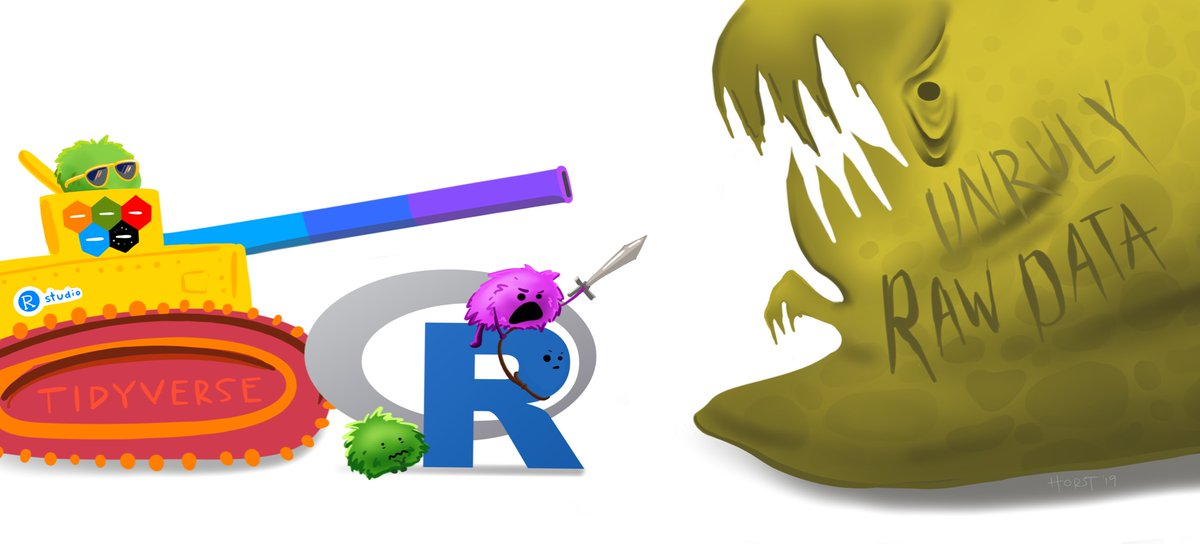 R studio
TIDYVERSE
R
UNRULY
RAW DATA
HORST '19